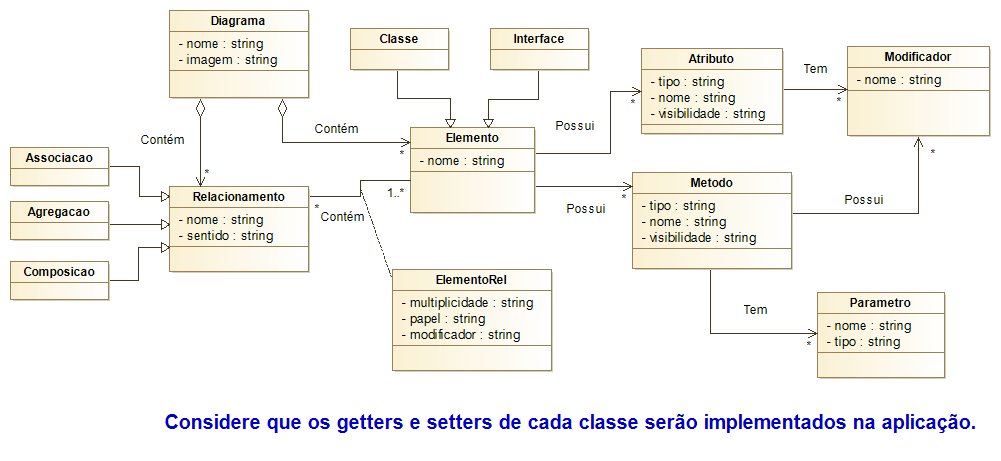 Diagrama
- nome : string
- imagem : string
Classe
Interface
Atributo
- tipo : string
- nome : string
- visibilidade : string
Tem
*
Modificador
- nome : string
Contém
*
Contém
*
Elemento
- nome : string
Possui
*
Possui
*
Possui
*
Associacao
Agregacao
Composicao
Relacionamento
- nome : string
- sentido : string
*
Contém
1..*
Metodo
- tipo : string
- nome : string
- visibilidade : string
ElementoRel
- multiplicidade : string
- papel : string
- modificador : string
Tem
*
Parametro
- nome : string
- tipo : string
Considere que os getters e setters de cada classe serão implementados na aplicação.